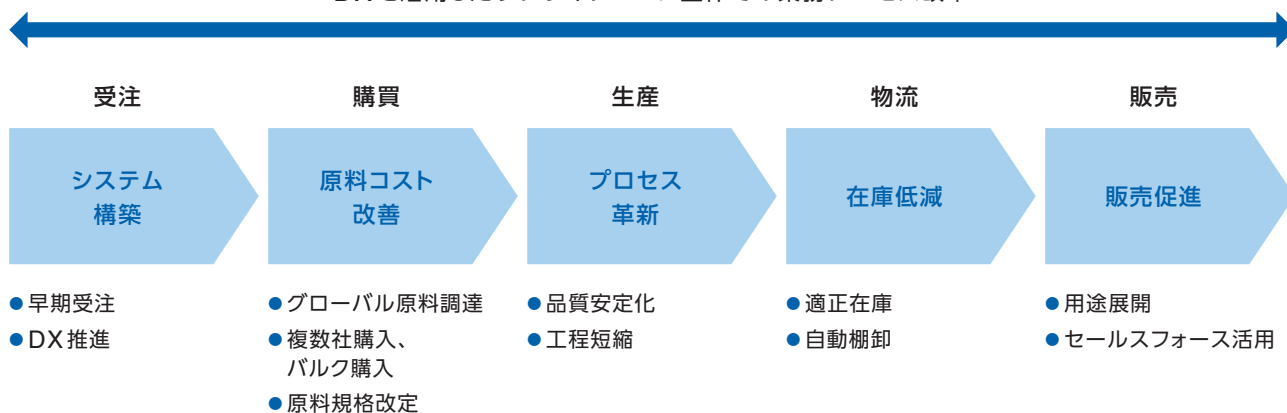 受注
購買
生産
物流
販売
システム
構築
原料コスト
改善
プロセス
革新
在庫低減
販売促進
●早期受注
●DX推進
●グローバル原料調達
●複数社購入、
バルク購入
●原料規格改定
●品質安定化
●工程短縮
●適正在庫
●自動棚卸
●用途展開
●セールスフォース活用